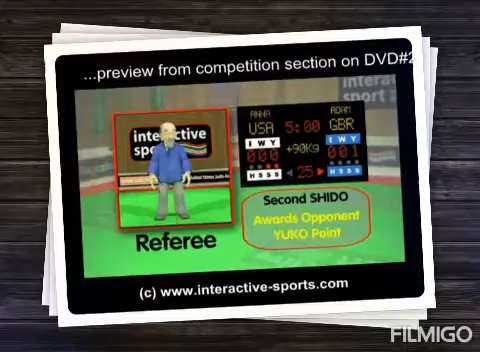 ...preview from competition section on DVD#2
interactive
sports
ANNA
USA
5:00
ADAM
GBR
I W Y
000
+90Kg
I W Y
001
H S S S
25
H S S S
Referee
Second SHIDO
Awards Opponent
YUKO Point
(c) www.interactive-sports.com
FILMIGO